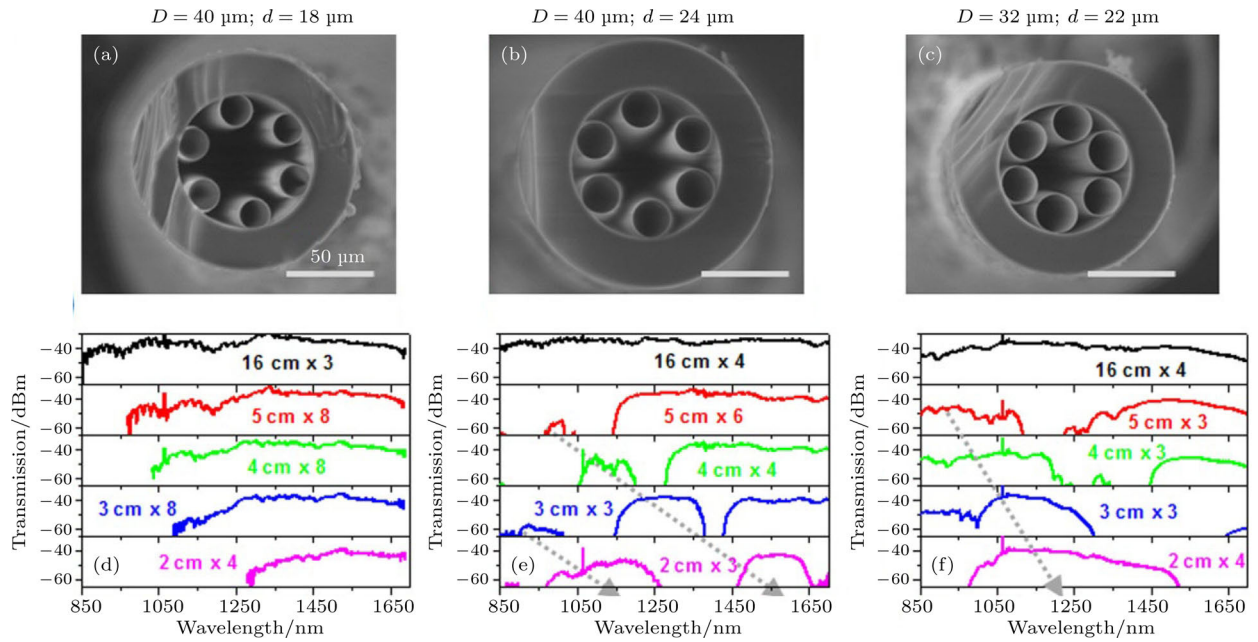 D = 40 µm; d = 18 µm
D = 40 µm; d = 24 µm
D = 32 µm; d = 22 µm
(a)
50 µm
(b)
(c)
Transmission/dBm
−40
−60
16 cm x 3
−40
−60
5 cm x 8
−40
−60
4 cm x 8
−40
−60
3 cm x 8
−40
−60
2 cm x 4
(d)
850 1050 1250 1450 1650
Wavelength/nm
Transmission/dBm
−40
−60
16 cm x 4
−40
−60
5 cm x 6
−40
−60
4 cm x 4
−40
−60
3 cm x 3
−40
−60
2 cm x 3
(e)
850 1050 1250 1450 1650
Wavelength/nm
Transmission/dBm
−40
−60
16 cm x 4
−40
−60
5 cm x 3
−40
−60
4 cm x 3
−40
−60
3 cm x 3
−40
−60
2 cm x 4
(f)
850 1050 1250 1450 1650
Wavelength/nm